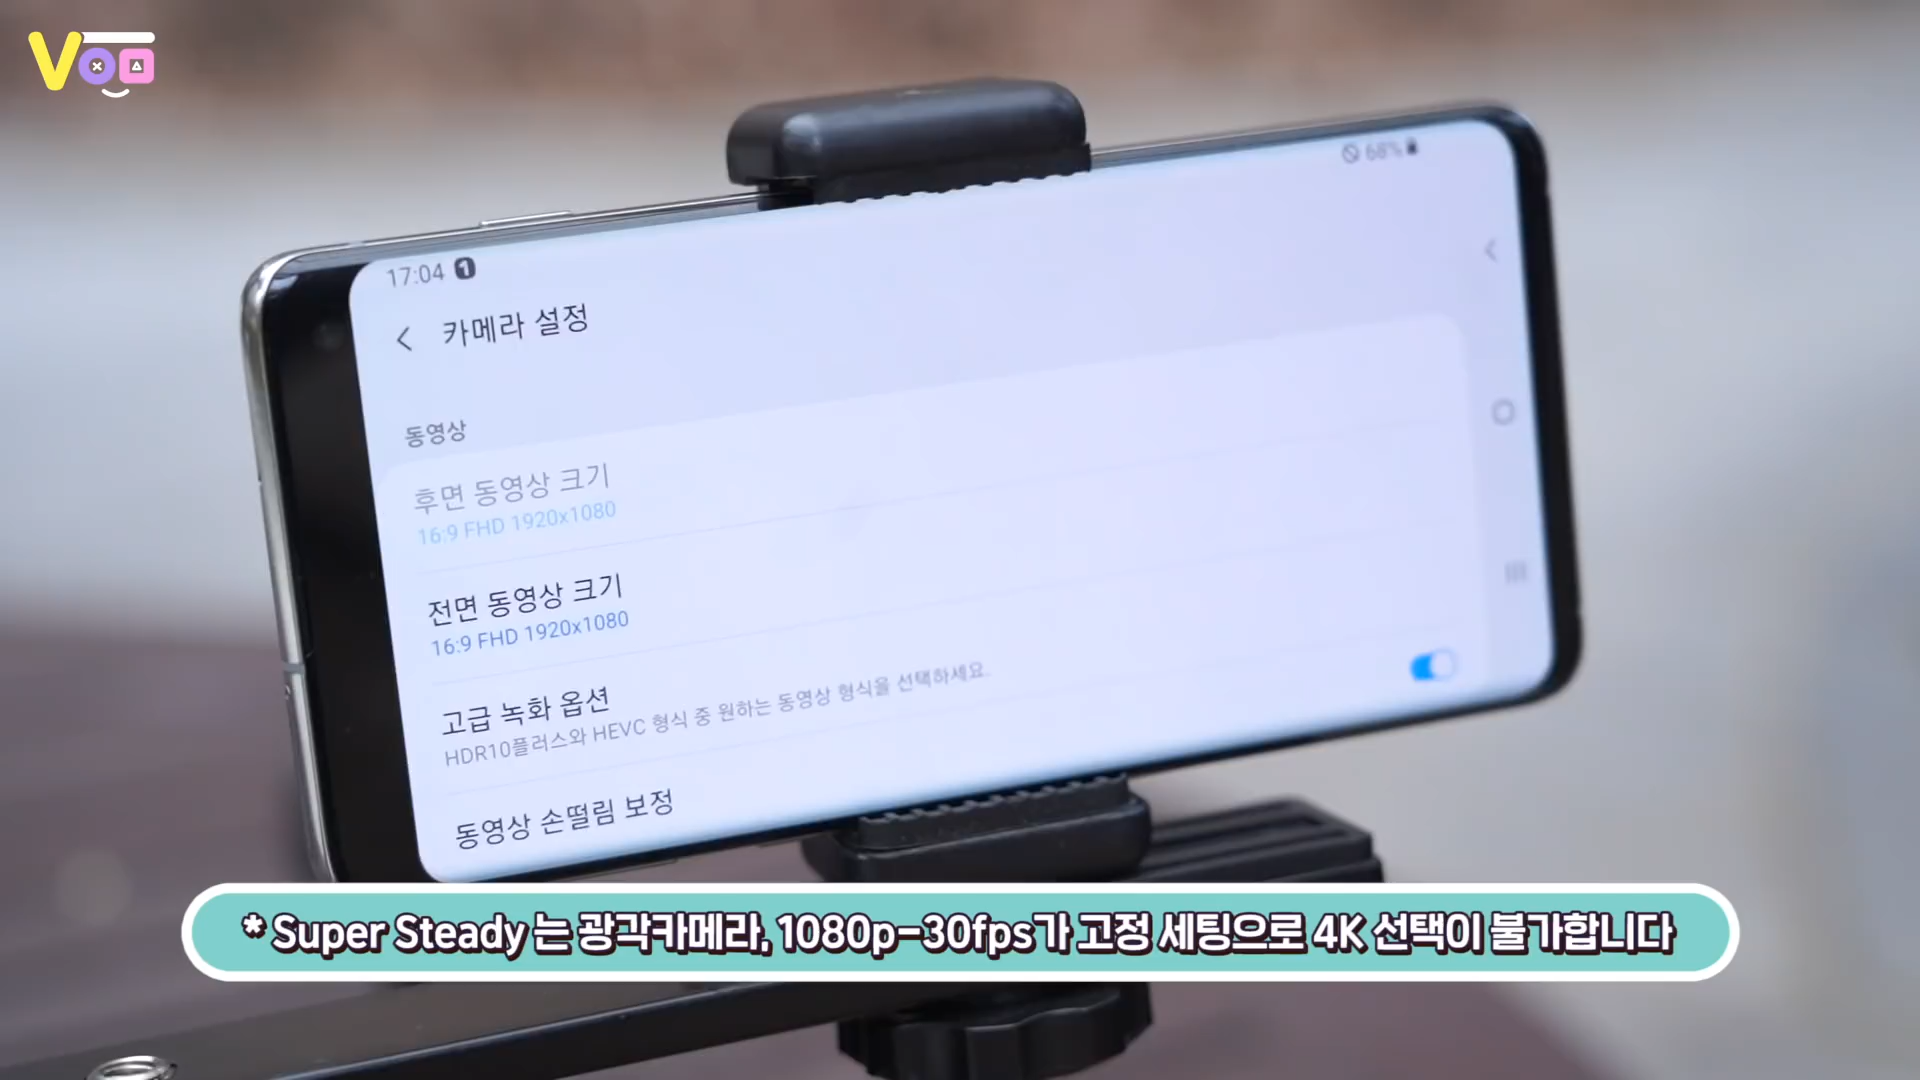 Voo
68%
17:04 1
카메라 설정
동영상
후면 동영상 크기
16:9 FHD 1920x1080
전면 동영상 크기
16:9 FHD 1920x1080
고급 녹화 옵션
HDR10플러스와 HEVC 형식 중 원하는 동영상 형식을 선택하세요.
동영상 손떨림 보정
* Super Steady 는 광각카메라, 1080p-30fps가 고정 세팅으로 4K 선택이 불가합니다